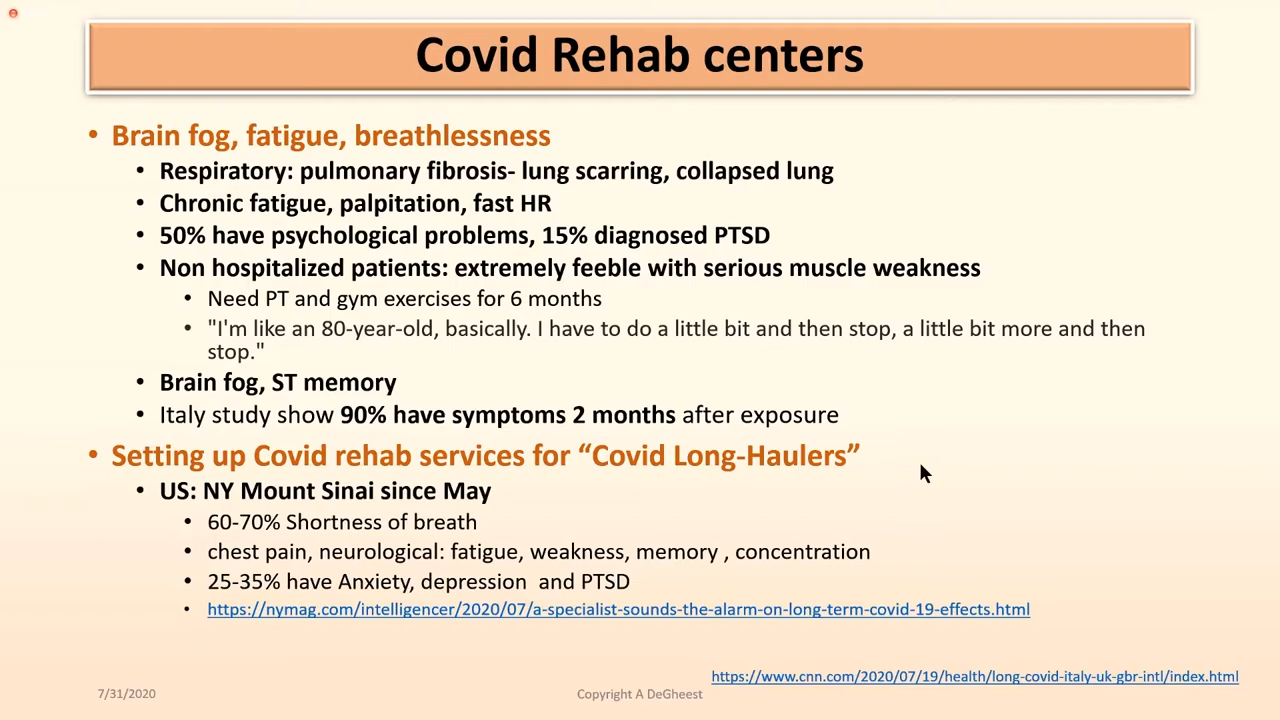 Covid Rehab centers
• Brain fog, fatigue, breathlessness
• Respiratory: pulmonary fibrosis- lung scarring, collapsed lung
• Chronic fatigue, palpitation, fast HR
• 50% have psychological problems, 15% diagnosed PTSD
• Non hospitalized patients: extremely feeble with serious muscle weakness
• Need PT and gym exercises for 6 months
• "I'm like an 80-year-old, basically. I have to do a little bit and then stop, a little bit more and then
stop."
• Brain fog, ST memory
• Italy study show 90% have symptoms 2 months after exposure
• Setting up Covid rehab services for “Covid Long-Haulers”
• US: NY Mount Sinai since May
• 60-70% Shortness of breath
• chest pain, neurological: fatigue, weakness, memory , concentration
• 25-35% have Anxiety, depression  and PTSD
• https://nymag.com/intelligencer/2020/07/a-specialist-sounds-the-alarm-on-long-term-covid-19-effects.html
https://www.cnn.com/2020/07/19/health/long-covid-italy-uk-gbr-intl/index.html
7/31/2020
Copyright A DeGheest